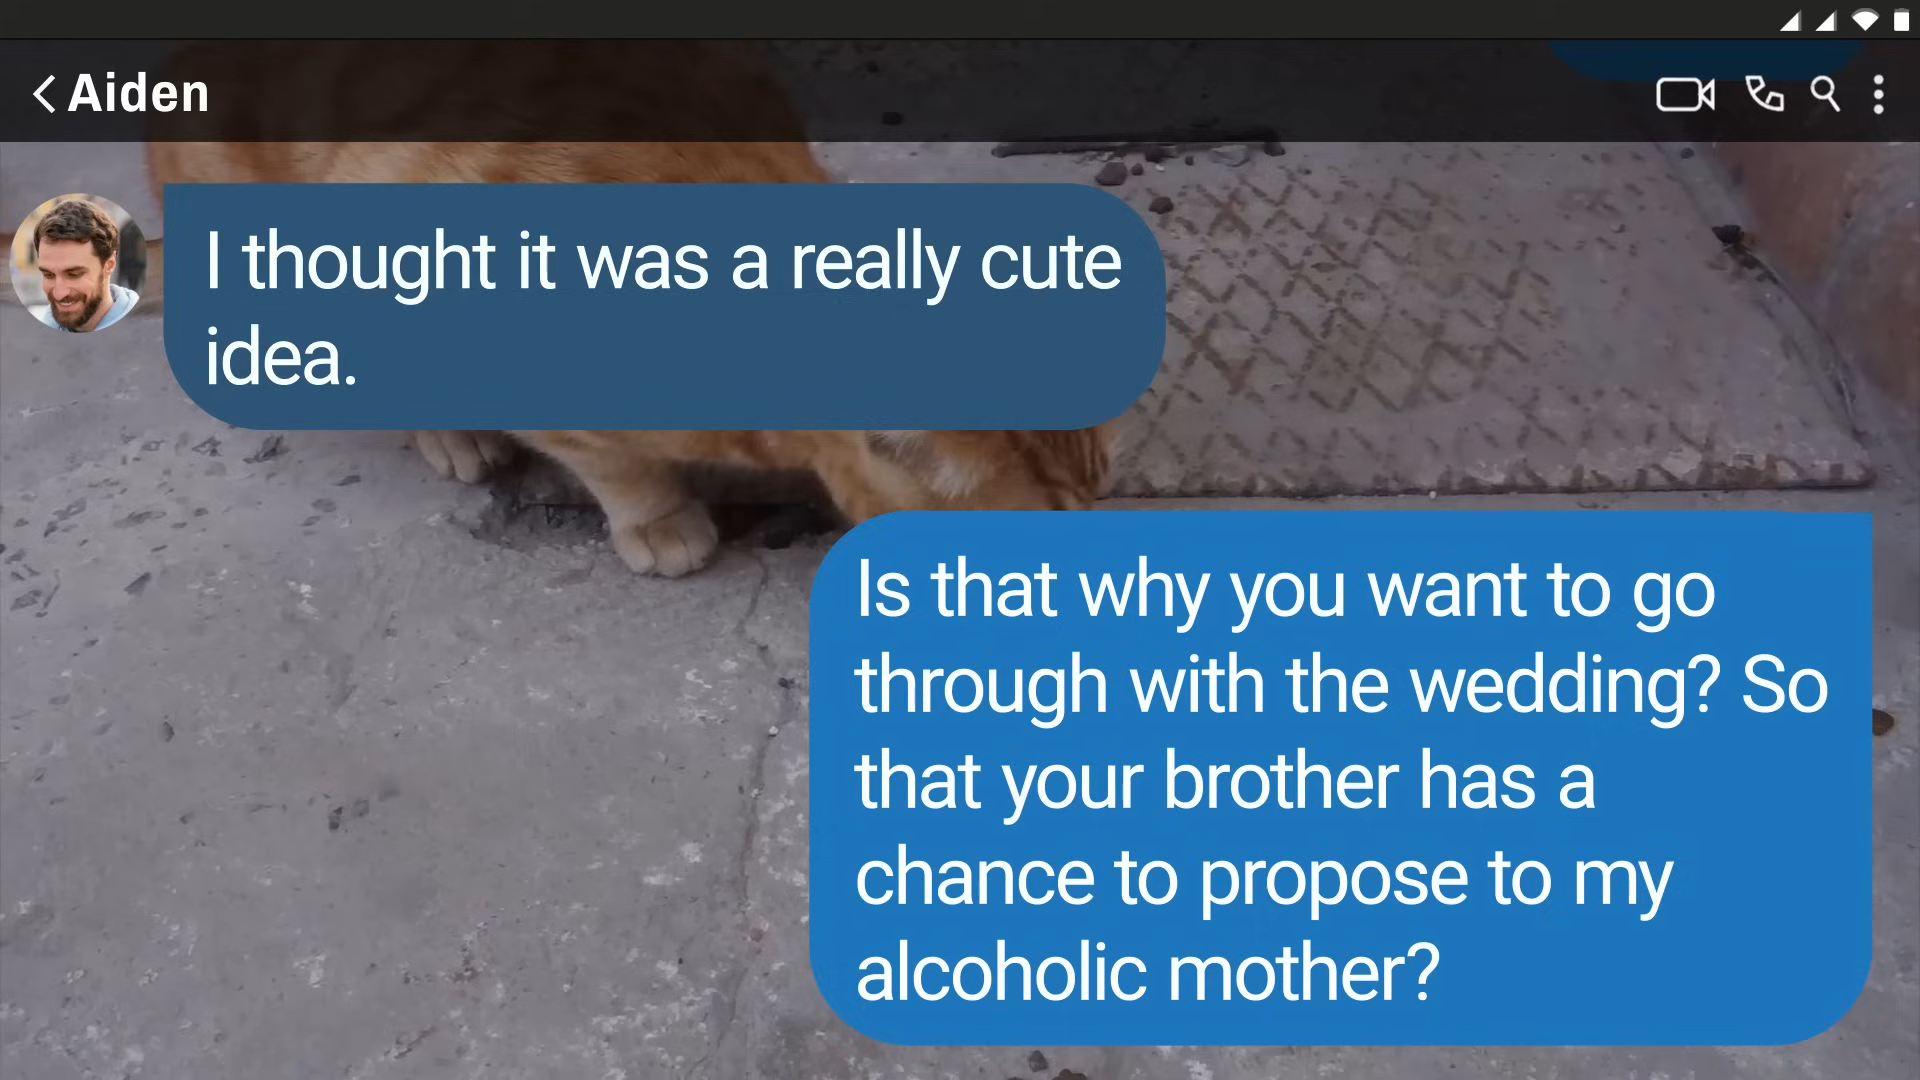 Aiden
I thought it was a really cute
idea.
Is that why you want to go
through with the wedding? So
that your brother has a
chance to propose to my
alcoholic mother?